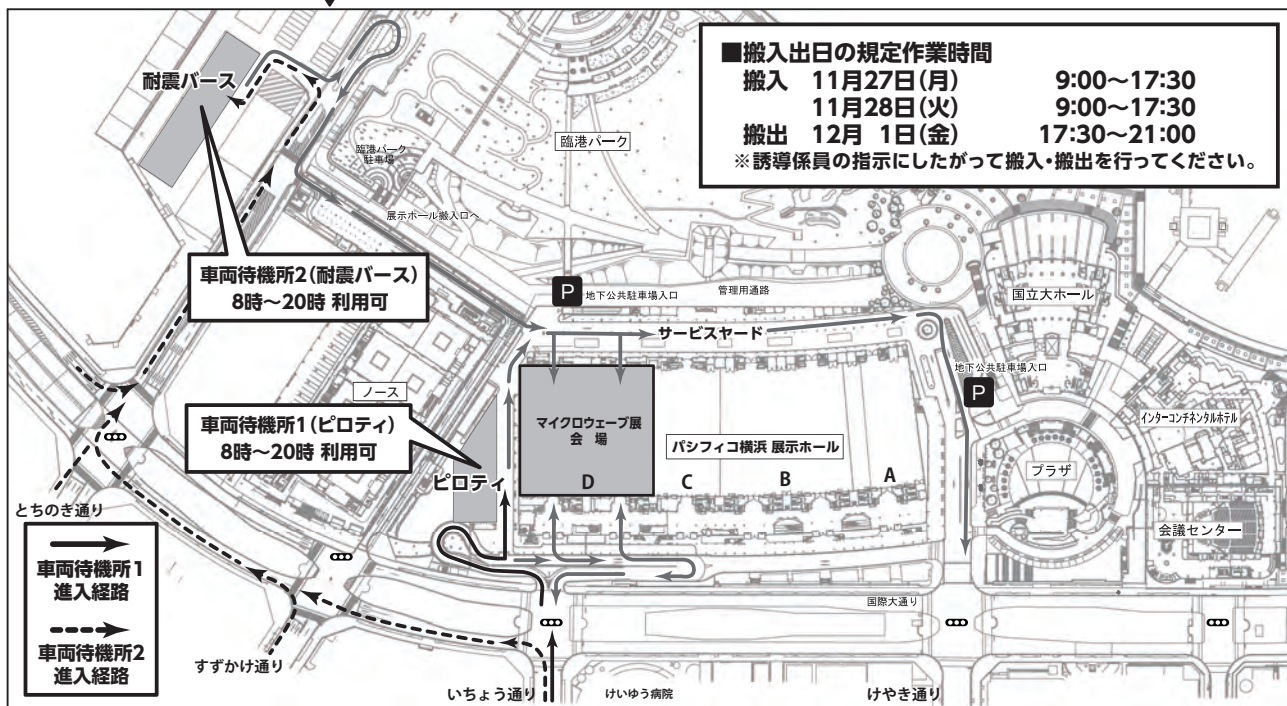 ■搬入出日の規定作業時間
搬入 11月27日(月) 9:00〜17:30
11月28日(火) 9:00〜17:30
搬出 12月 1日(金) 17:30〜21:00
※誘導係員の指示にしたがって搬入・搬出を行ってください。
耐震バース
臨港パーク
駐車場
臨港パーク
展示ホール搬入口へ
車両待機所2(耐震バース)
8時〜20時 利用可
P
地下公共駐車場入口
管理用通路
国立大ホール
サービスヤード
地下公共駐車場入口
P
ノース
車両待機所1(ピロティ)
8時〜20時 利用可
マイクロウェーブ展
会 場
パシフィコ横浜 展示ホール
インターコンチネンタルホテル
プラザ
ピロティ
D
C
B
A
とちのき通り
会議センター
車両待機所1
進入経路
車両待機所2
進入経路
国際大通り
すずかけ通り
いちょう通り
けいゆう病院
けやき通り